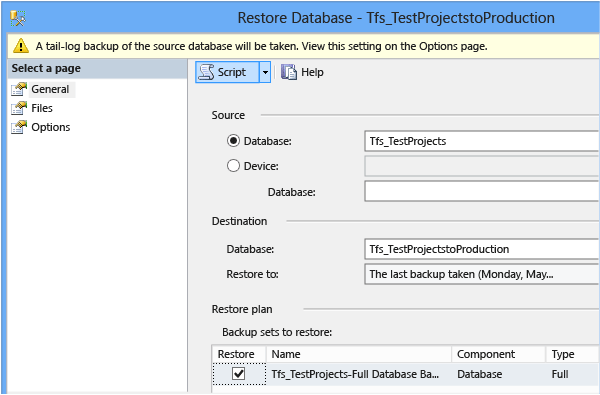 Restore Database - Tfs_TestProjectstoProduction
A tail-log backup of the source database will be taken. View this setting on the Options page.
Select a page
General
Files
Options
Script
Help
Source
Database: Tfs_TestProjects
Device:
Database:
Destination
Database: Tfs_TestProjectstoProduction
Restore to: The last backup taken (Monday, May...
Restore plan
Backup sets to restore:
Restore Name Component Type
Tfs_TestProjects-Full Database Ba... Database Full